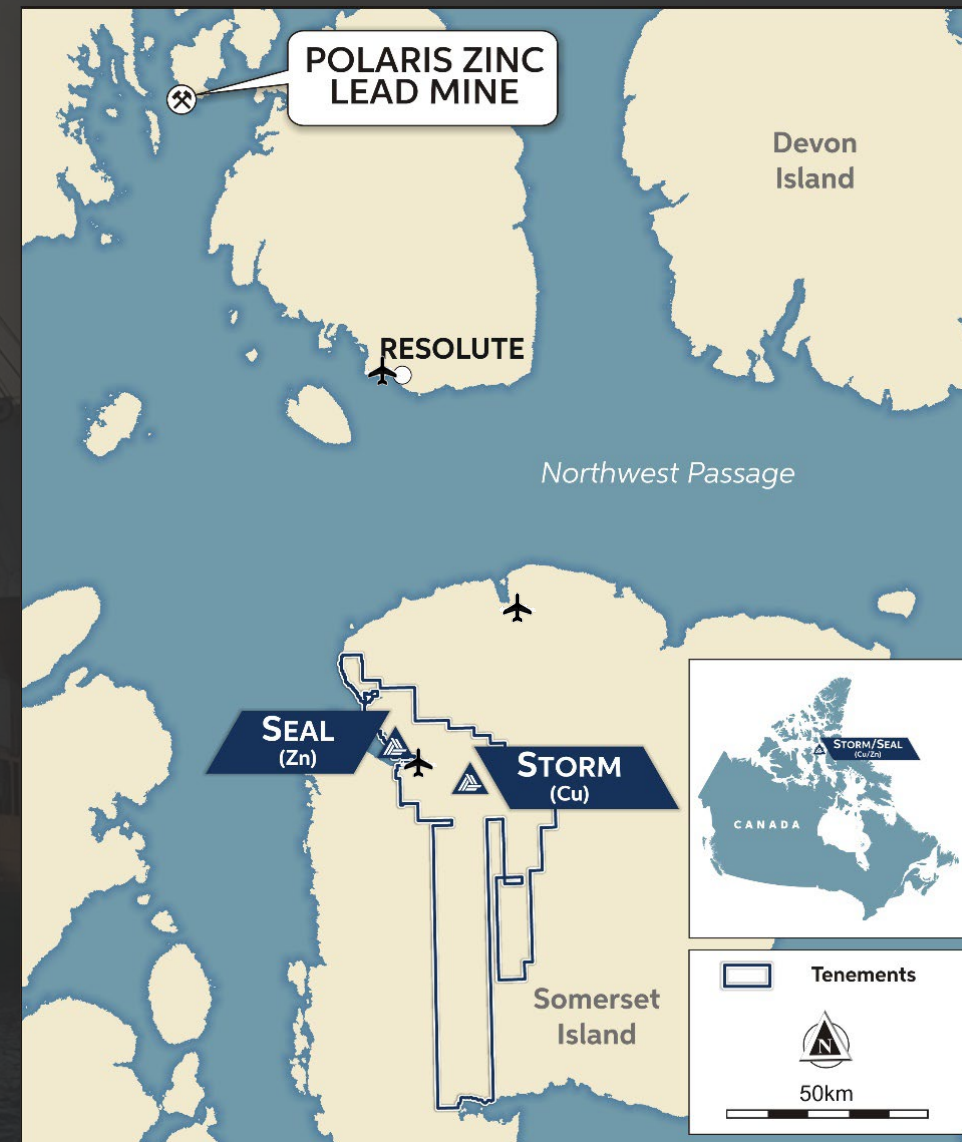 POLARIS ZINC
LEAD MINE
Devon
Island
RESOLUTE
Northwest Passage
SEAL
(Zn)
STORM
(Cu)
STORM/SEAL
(Cu/Zn)
CANADA
Somerset
Island
Tenements
N
50km